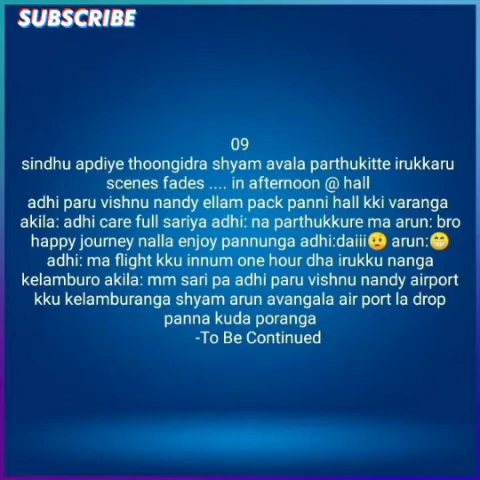 SUBSCRIBE
09
sindhu apdiye thoongidra shyam avala parthukitte irukkaru
scenes fades .... in afternoon @ hall
adhi paru vishnu nandy ellam pack panni hall kki varanga
akila: adhi care full sariya adhi: na parthukkure ma arun: bro
happy journey nalla enjoy pannunga adhi:daiii😟 arun:😁
adhi: ma flight kku innum one hour dha irukku nanga
kelamburo akila: mm sari pa adhi paru vishnu nandy airport
kku kelamburanga shyam arun avangala air port la drop
panna kuda poranga
-To Be Continued